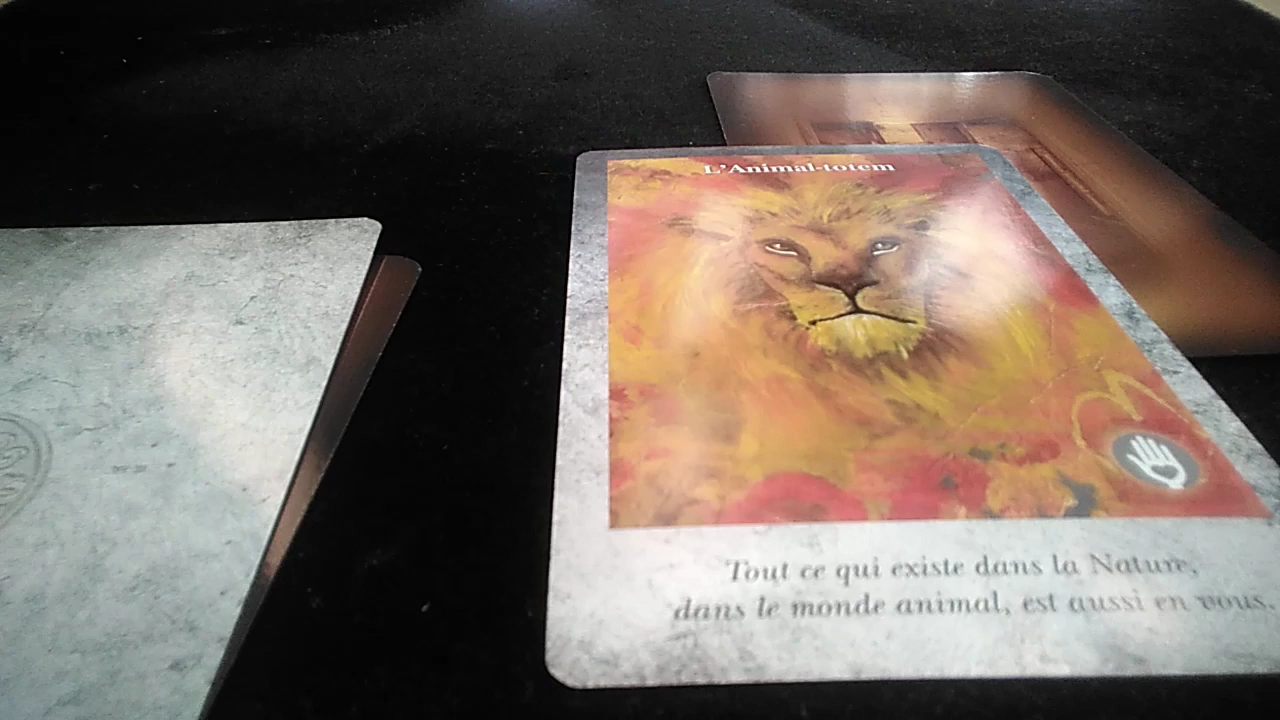 L'Animal-totem
Tout ce qui existe dans la Nature,
dans le monde animal, est aussi en vous.